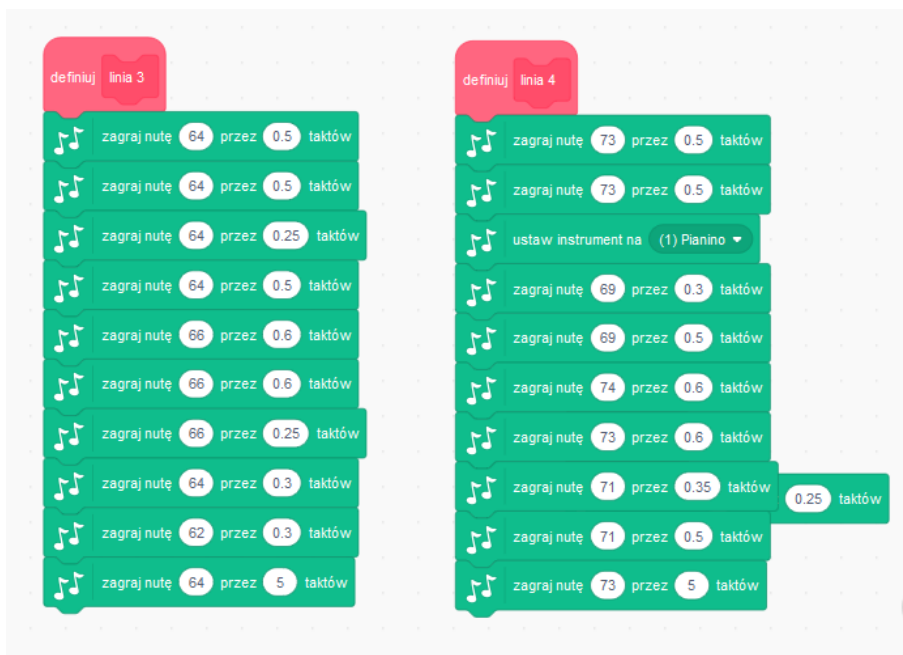 definiuj linia 3
zagraj nutę 64 przez 0.5 taktów
zagraj nutę 64 przez 0.5 taktów
zagraj nutę 64 przez 0.25 taktów
zagraj nutę 64 przez 0.5 taktów
zagraj nutę 66 przez 0.6 taktów
zagraj nutę 66 przez 0.6 taktów
zagraj nutę 66 przez 0.25 taktów
zagraj nutę 64 przez 0.3 taktów
zagraj nutę 62 przez 0.3 taktów
zagraj nutę 64 przez 5 taktów
definiuj linia 4
zagraj nutę 73 przez 0.5 taktów
zagraj nutę 73 przez 0.5 taktów
ustaw instrument na (1) Pianino
zagraj nutę 69 przez 0.3 taktów
zagraj nutę 69 przez 0.5 taktów
zagraj nutę 74 przez 0.6 taktów
zagraj nutę 73 przez 0.6 taktów
zagraj nutę 71 przez 0.35 taktów
0.25 taktów
zagraj nutę 71 przez 0.5 taktów
zagraj nutę 73 przez 5 taktów